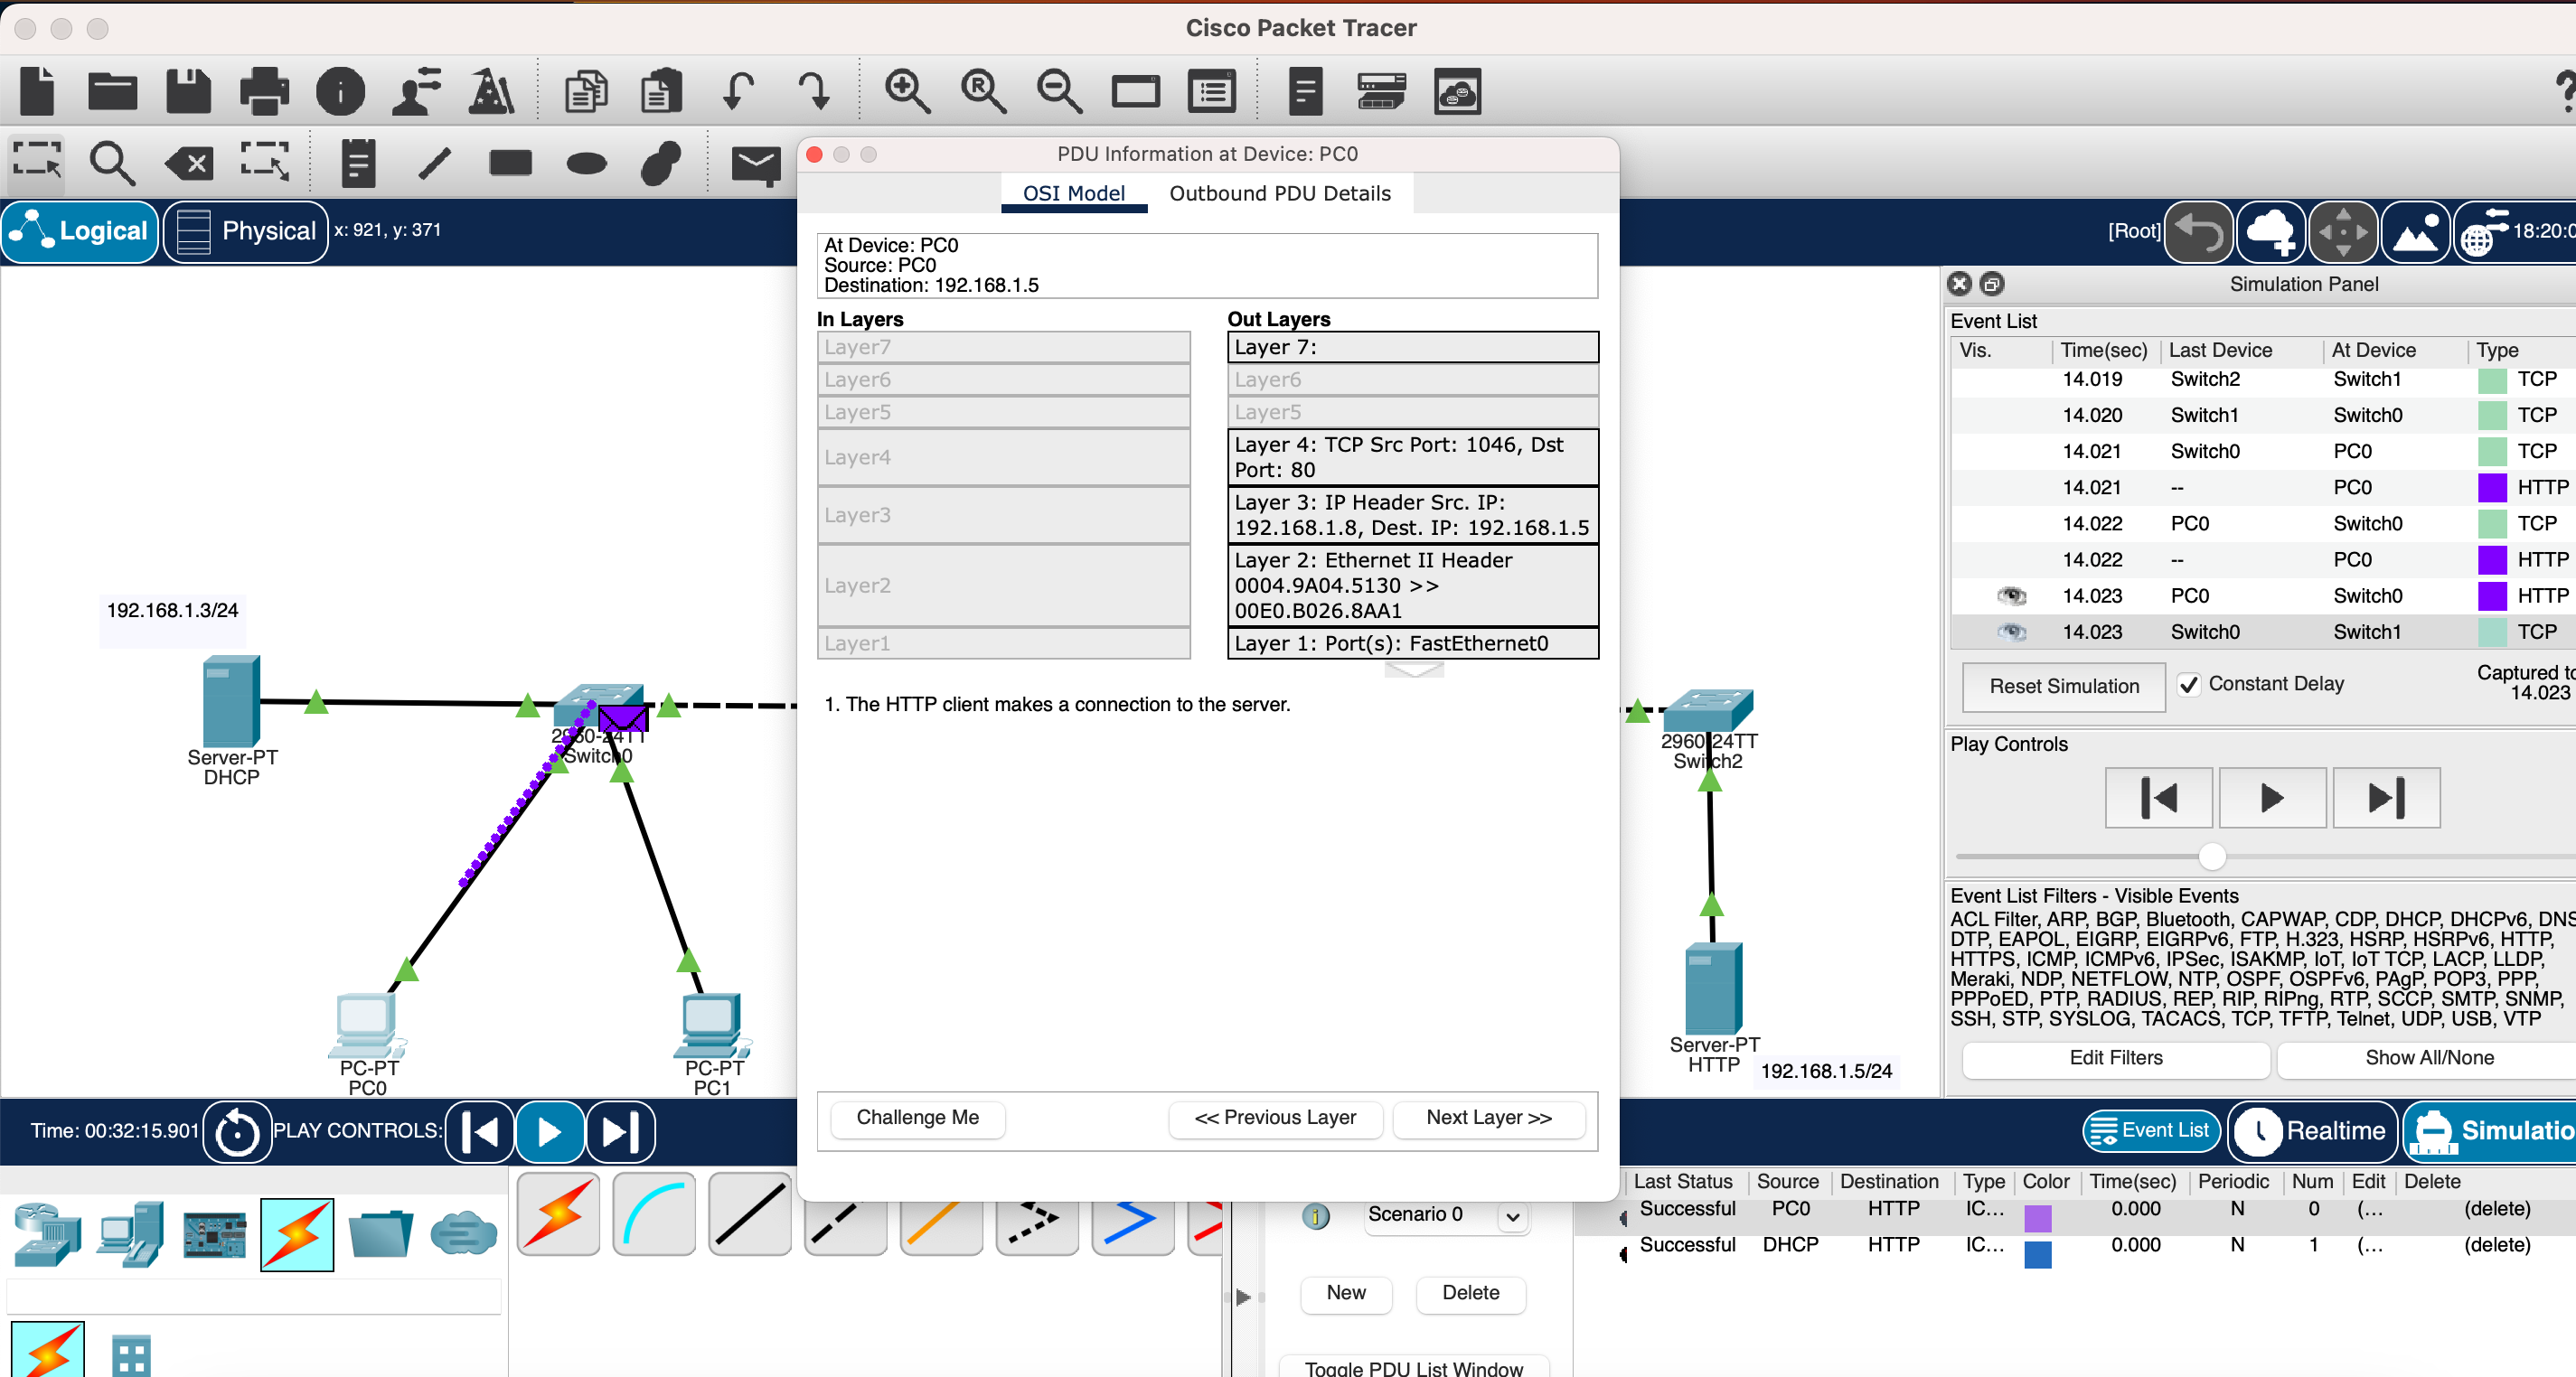 Cisco Packet Tracer
PDU Information at Device: PC0
OSI Model
Outbound PDU Details
Logical
Physical
x: 921, y: 371
[Root]
18:20:0
At Device: PC0
Source: PC0
Destination: 192.168.1.5
In Layers
Layer7
Layer6
Layer5
Layer4
Layer3
Layer2
Layer1
Out Layers
Layer 7:
Layer6
Layer5
Layer 4: TCP Src Port: 1046, Dst
Port: 80
Layer 3: IP Header Src. IP:
192.168.1.8, Dest. IP: 192.168.1.5
Layer 2: Ethernet II Header
0004.9A04.5130 >>
00E0.B026.8AA1
Layer 1: Port(s): FastEthernet0
1. The HTTP client makes a connection to the server.
Challenge Me
<< Previous Layer
Next Layer >>
192.168.1.3/24
Server-PT
DHCP
2960-24TT
Switch0
PC-PT
PC0
PC-PT
PC1
2960-24TT
Switch2
Server-PT
HTTP
192.168.1.5/24
Simulation Panel
Event List
Vis. Time(sec) Last Device At Device Type
14.019 Switch2 Switch1 TCP
14.020 Switch1 Switch0 TCP
14.021 Switch0 PC0 TCP
14.021 -- PC0 HTTP
14.022 PC0 Switch0 TCP
14.022 -- PC0 HTTP
14.023 PC0 Switch0 HTTP
14.023 Switch0 Switch1 TCP
Reset Simulation
Constant Delay
Captured to
14.023
Play Controls
Event List Filters - Visible Events
ACL Filter, ARP, BGP, Bluetooth, CAPWAP, CDP, DHCP, DHCPv6, DNS
DTP, EAPOL, EIGRP, EIGRPv6, FTP, H.323, HSRP, HSRPv6, HTTP,
HTTPS, ICMP, ICMPv6, IPSec, ISAKMP, IoT, IoT TCP, LACP, LLDP,
Meraki, NDP, NETFLOW, NTP, OSPF, OSPFv6, PAgP, POP3, PPP,
PPPoED, PTP, RADIUS, REP, RIP, RIPng, RTP, SCCP, SMTP, SNMP,
SSH, STP, SYSLOG, TACACS, TCP, TFTP, Telnet, UDP, USB, VTP
Edit Filters
Show All/None
Time: 00:32:15.901
PLAY CONTROLS:
Event List
Realtime
Simulatio
Scenario 0
New
Delete
Toggle PDU List Window
Last Status Source Destination Type Color Time(sec) Periodic Num Edit Delete
Successful PC0 HTTP IC... 0.000 N 0 (... (delete)
Successful DHCP HTTP IC... 0.000 N 1 (... (delete)